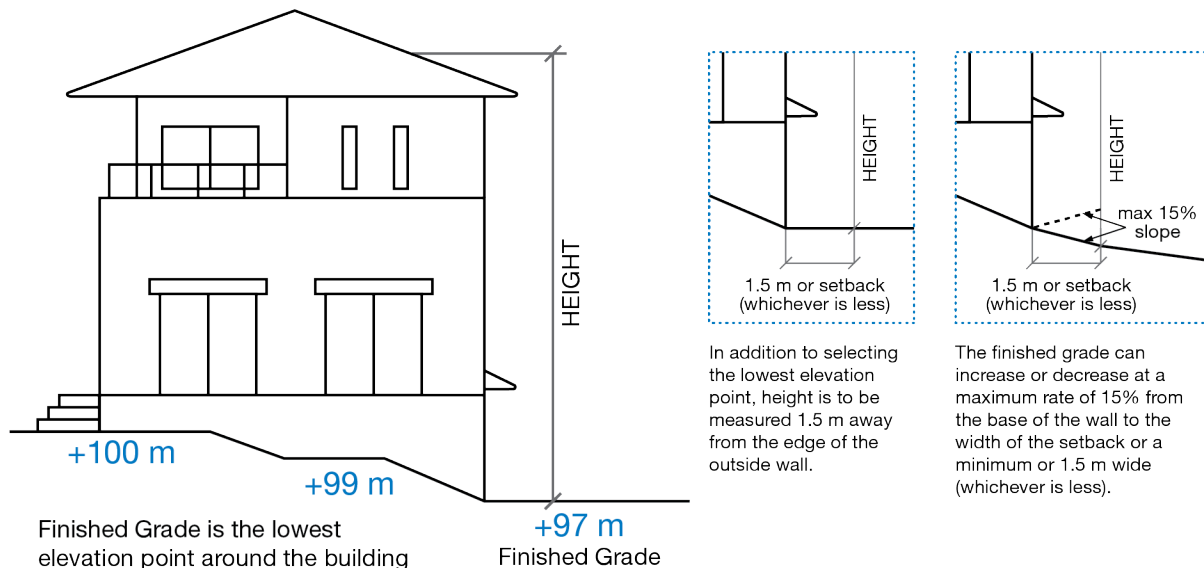 HEIGHT
+100 m
+99 m
+97 m
Finished Grade
Finished Grade is the lowest
elevation point around the building
HEIGHT
1.5 m or setback
(whichever is less)
In addition to selecting
the lowest elevation
point, height is to be
measured 1.5 m away
from the edge of the
outside wall.
HEIGHT
max 15%
slope
1.5 m or setback
(whichever is less)
The finished grade can
increase or decrease at a
maximum rate of 15% from
the base of the wall to the
width of the setback or a
minimum or 1.5 m wide
(whichever is less).